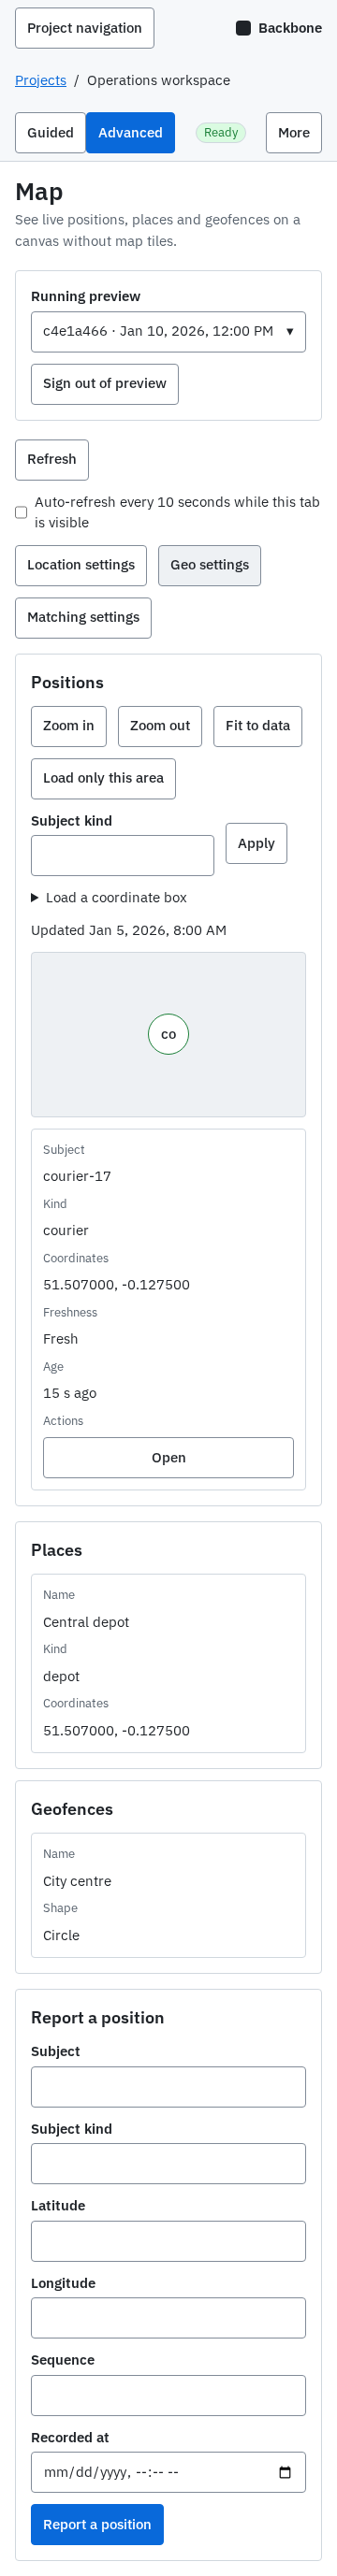 Project navigation
Backbone
Projects / Operations workspace
Guided
Advanced
Ready
More
Map
See live positions, places and geofences on a
canvas without map tiles.
Running preview
c4e1a466 · Jan 10, 2026, 12:00 PM
Sign out of preview
Refresh
Auto-refresh every 10 seconds while this tab
is visible
Location settings
Geo settings
Matching settings
Positions
Zoom in
Zoom out
Fit to data
Load only this area
Subject kind
Apply
Load a coordinate box
Updated Jan 5, 2026, 8:00 AM
co
Subject
courier-17
Kind
courier
Coordinates
51.507000, -0.127500
Freshness
Fresh
Age
15 s ago
Actions
Open
Places
Name
Central depot
Kind
depot
Coordinates
51.507000, -0.127500
Geofences
Name
City centre
Shape
Circle
Report a position
Subject
Subject kind
Latitude
Longitude
Sequence
Recorded at
mm/dd/yyyy, --:-- --
Report a position